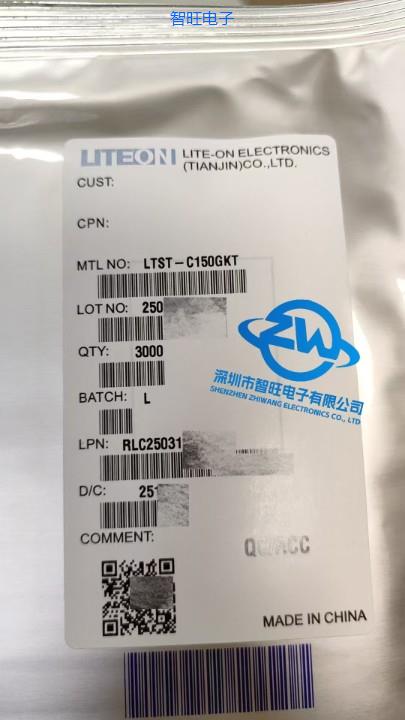 智旺电子
LITEON LITE-ON ELECTRONICS
(TIANJIN)CO.,LTD.
CUST:
CPN:
MTL NO: LTST-C150GKT
LOT NO: 250
QTY: 3000
ZW
深圳市智旺电子有限公司
SHENZHEN ZHIWANG ELECTRONICS CO., LTD
BATCH: L
LPN: RLC25031
D/C: 25
COMMENT:
MADE IN CHINA